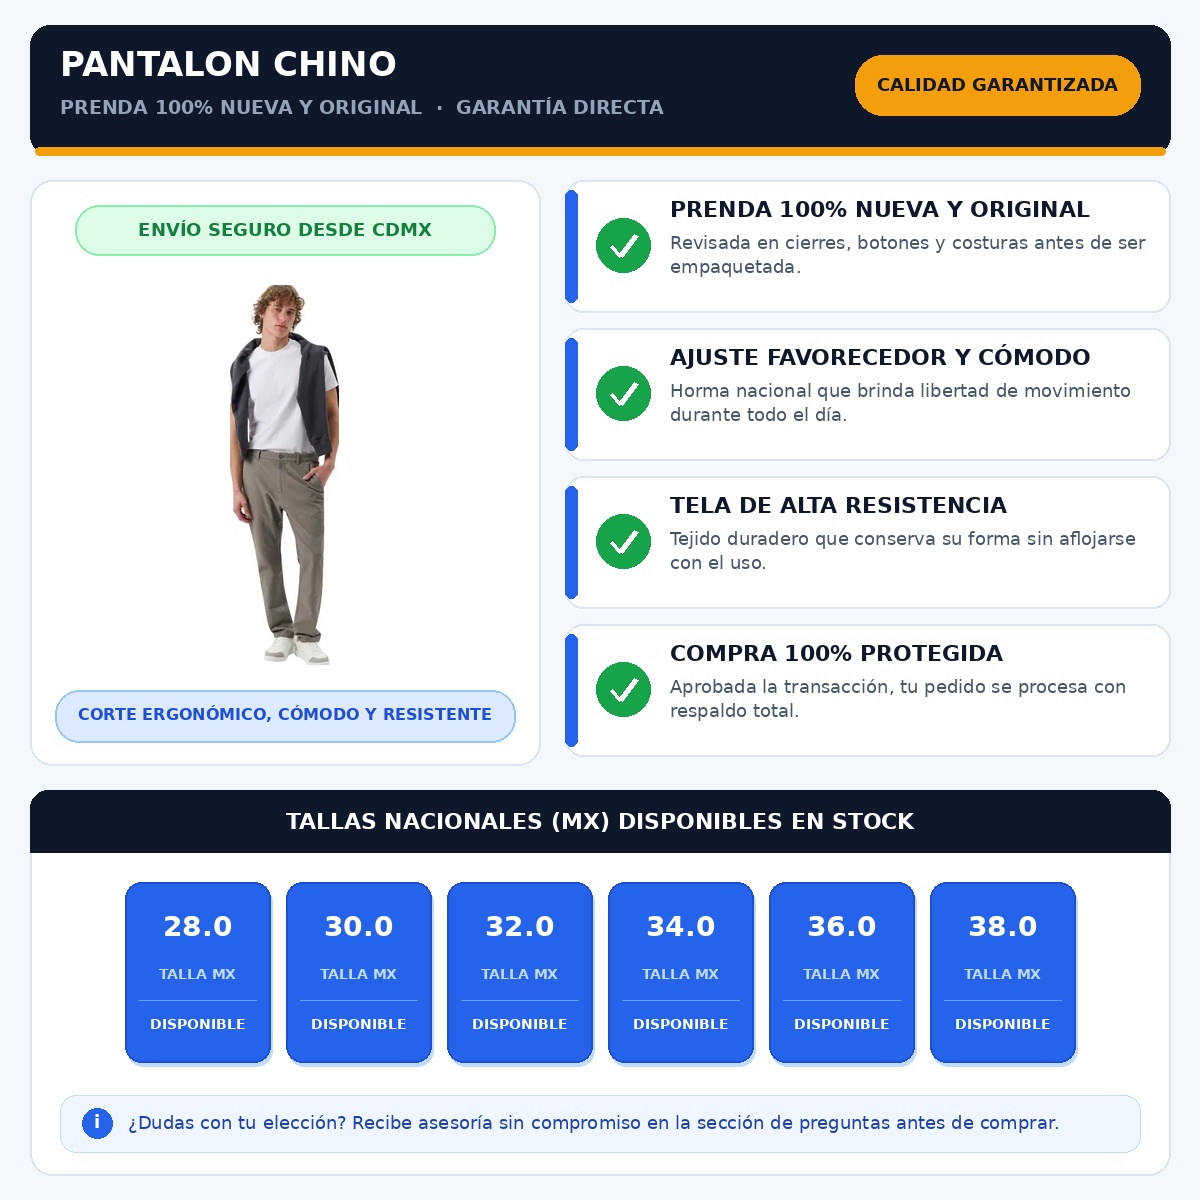 PANTALON CHINO
PRENDA 100% NUEVA Y ORIGINAL · GARANTÍA DIRECTA
CALIDAD GARANTIZADA
ENVÍO SEGURO DESDE CDMX
CORTE ERGONÓMICO, CÓMODO Y RESISTENTE
PRENDA 100% NUEVA Y ORIGINAL
Revisada en cierres, botones y costuras antes de ser
empaquetada.
AJUSTE FAVORECEDOR Y CÓMODO
Horma nacional que brinda libertad de movimiento
durante todo el día.
TELA DE ALTA RESISTENCIA
Tejido duradero que conserva su forma sin aflojarse
con el uso.
COMPRA 100% PROTEGIDA
Aprobada la transacción, tu pedido se procesa con
respaldo total.
TALLAS NACIONALES (MX) DISPONIBLES EN STOCK
28.0
TALLA MX
DISPONIBLE
30.0
TALLA MX
DISPONIBLE
32.0
TALLA MX
DISPONIBLE
34.0
TALLA MX
DISPONIBLE
36.0
TALLA MX
DISPONIBLE
38.0
TALLA MX
DISPONIBLE
i ¿Dudas con tu elección? Recibe asesoría sin compromiso en la sección de preguntas antes de comprar.